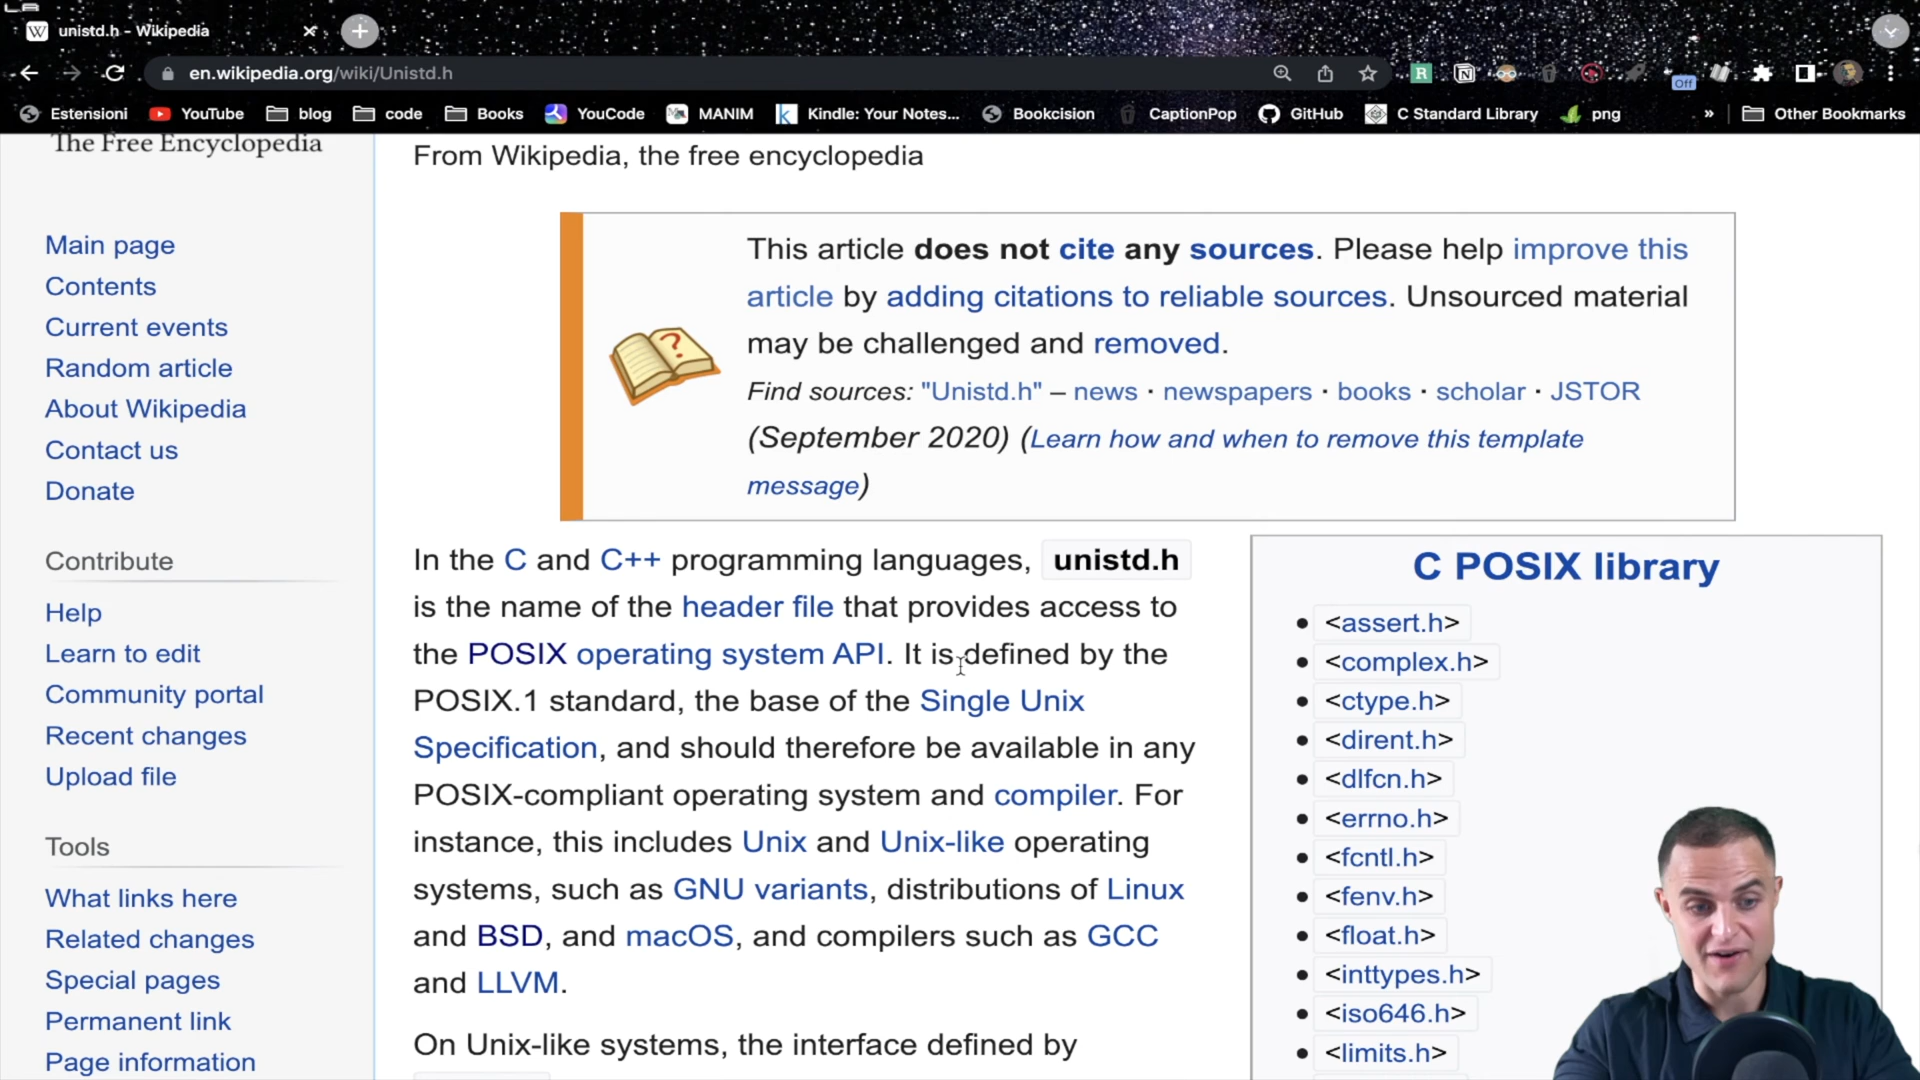 unistd.h - Wikipedia
en.wikipedia.org/wiki/Unistd.h
Off
Estensioni YouTube blog code Books YouCode MANIM Kindle: Your Notes... Bookcision CaptionPop GitHub C Standard Library png » Other Bookmarks
The Free Encyclopedia
Main page
Contents
Current events
Random article
About Wikipedia
Contact us
Donate
Contribute
Help
Learn to edit
Community portal
Recent changes
Upload file
Tools
What links here
Related changes
Special pages
Permanent link
Page information
From Wikipedia, the free encyclopedia
This article does not cite any sources. Please help improve this
article by adding citations to reliable sources. Unsourced material
may be challenged and removed.
Find sources: "Unistd.h" – news · newspapers · books · scholar · JSTOR
(September 2020) (Learn how and when to remove this template
message)
In the C and C++ programming languages, unistd.h
is the name of the header file that provides access to
the POSIX operating system API. It is defined by the
POSIX.1 standard, the base of the Single Unix
Specification, and should therefore be available in any
POSIX-compliant operating system and compiler. For
instance, this includes Unix and Unix-like operating
systems, such as GNU variants, distributions of Linux
and BSD, and macOS, and compilers such as GCC
and LLVM.
On Unix-like systems, the interface defined by
C POSIX library
<assert.h>
<complex.h>
<ctype.h>
<dirent.h>
<dlfcn.h>
<errno.h>
<fcntl.h>
<fenv.h>
<float.h>
<inttypes.h>
<iso646.h>
<limits.h>